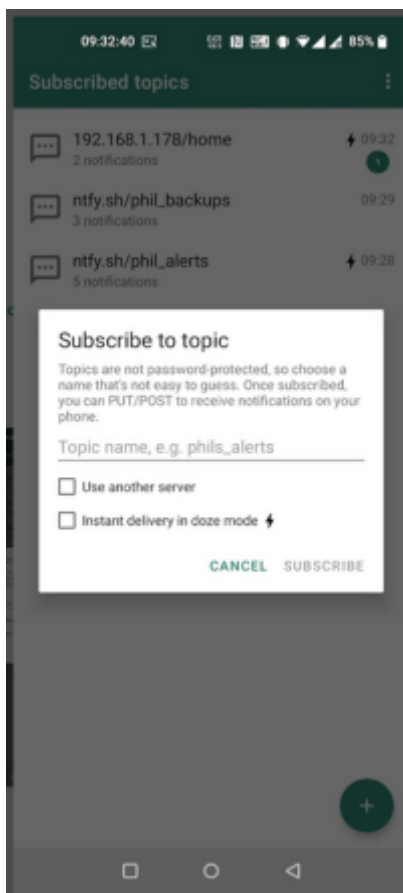 09:32:40 85%
Subscribed topics
192.168.1.178/home 09:32
2 notifications 1
ntfy.sh/phil_backups 09:29
3 notifications
ntfy.sh/phil_alerts 09:28
5 notifications
Subscribe to topic
Topics are not password-protected, so choose a
name that's not easy to guess. Once subscribed,
you can PUT/POST to receive notifications on your
phone.
Topic name, e.g. phils_alerts
Use another server
Instant delivery in doze mode
CANCEL SUBSCRIBE